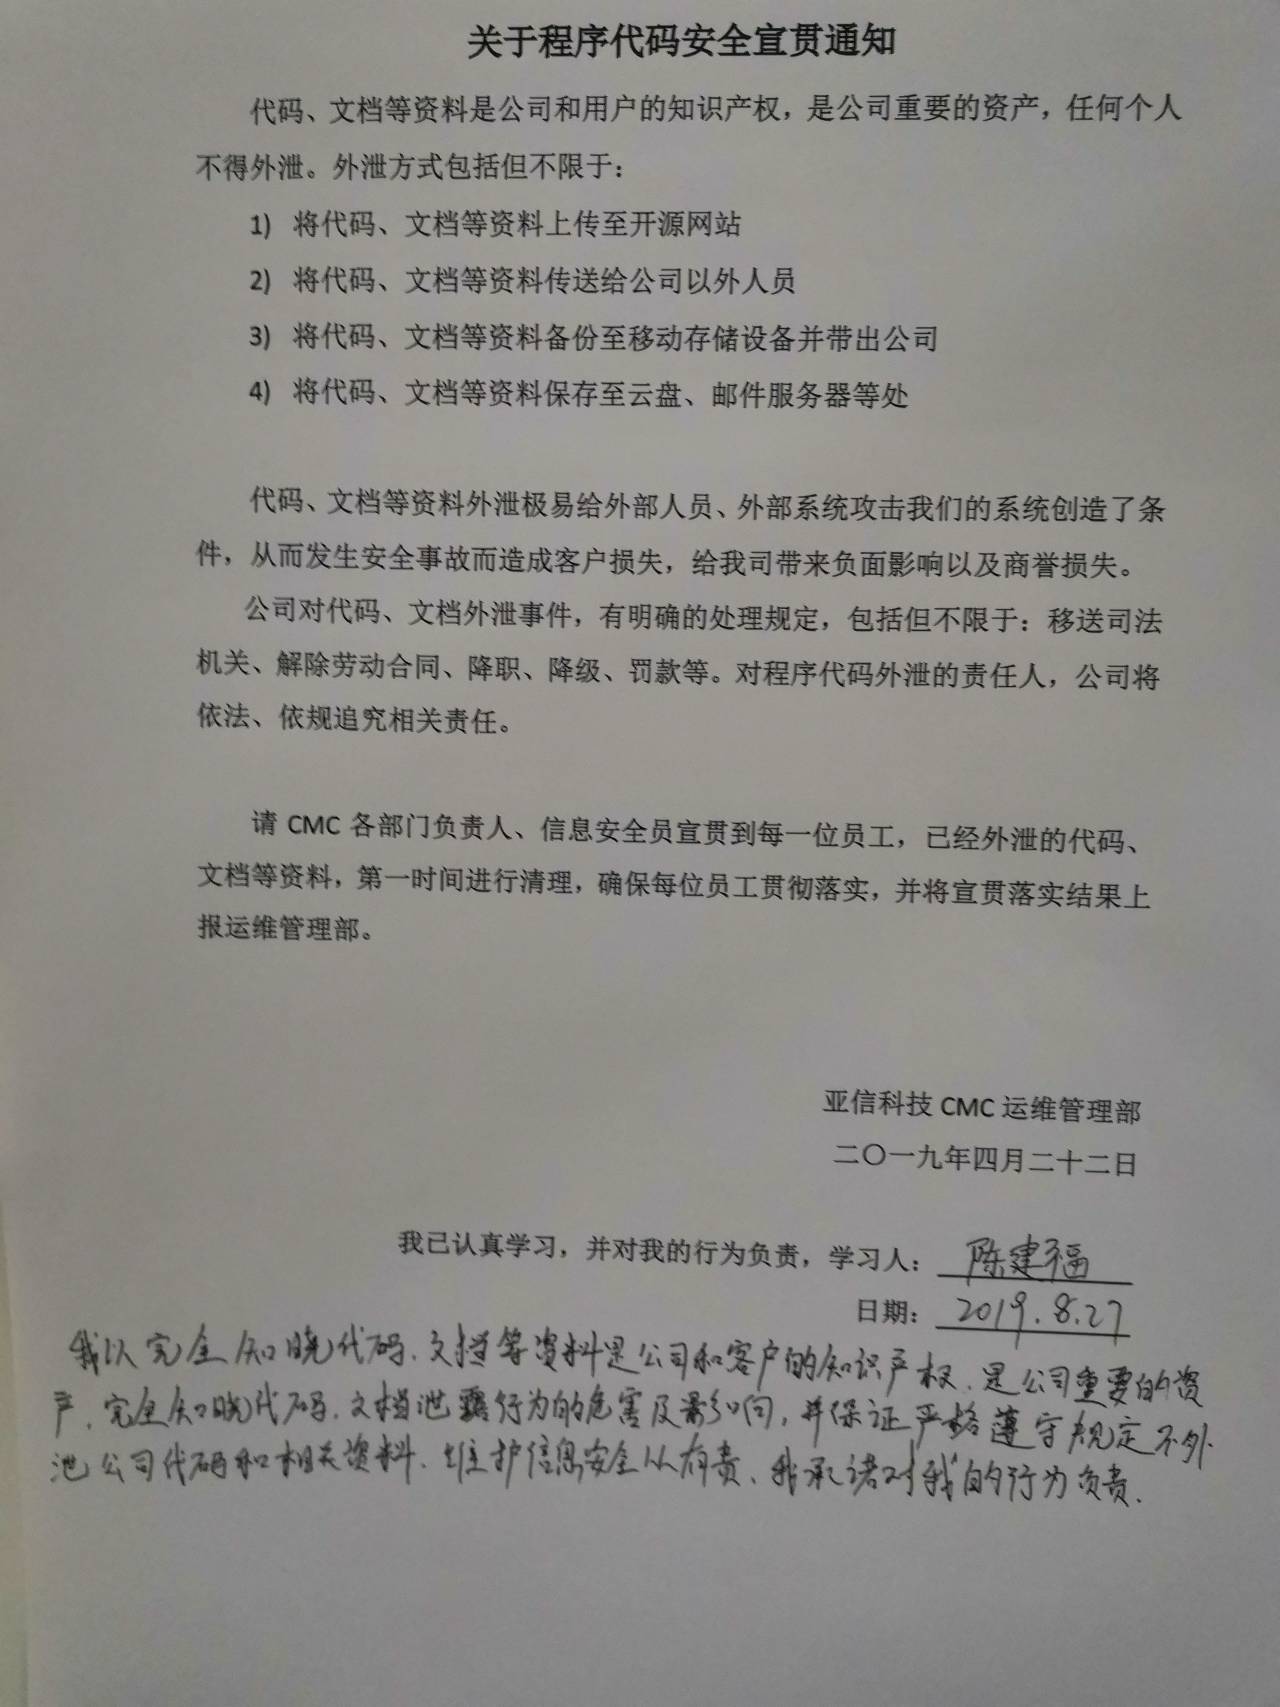 关于程序代码安全宣贯通知
代码、文档等资料是公司和用户的知识产权，是公司重要的资产，任何个人
不得外泄。外泄方式包括但不限于：
1) 将代码、文档等资料上传至开源网站
2) 将代码、文档等资料传送给公司以外人员
3) 将代码、文档等资料备份至移动存储设备并带出公司
4) 将代码、文档等资料保存至云盘、邮件服务器等处
代码、文档等资料外泄极易给外部人员、外部系统攻击我们的系统创造了条
件，从而发生安全事故而造成客户损失，给我司带来负面影响以及商誉损失。
公司对代码、文档外泄事件，有明确的处理规定，包括但不限于：移送司法
机关、解除劳动合同、降职、降级、罚款等。对程序代码外泄的责任人，公司将
依法、依规追究相关责任。
请 CMC 各部门负责人、信息安全员宣贯到每一位员工，已经外泄的代码、
文档等资料，第一时间进行清理，确保每位员工贯彻落实，并将宣贯落实结果上
报运维管理部。
亚信科技 CMC 运维管理部
二〇一九年四月二十二日
我已认真学习，并对我的行为负责，学习人：陈建福
日期：2019.8.27
我以完全知晓代码、文档等资料是公司和客户的知识产权、是公司重要的资
产、完全知晓代码、文档泄露行为的危害及影响，并保证严格遵守规定不外
泄公司代码和相关资料、维护信息安全从有责、我承诺对我的行为负责.